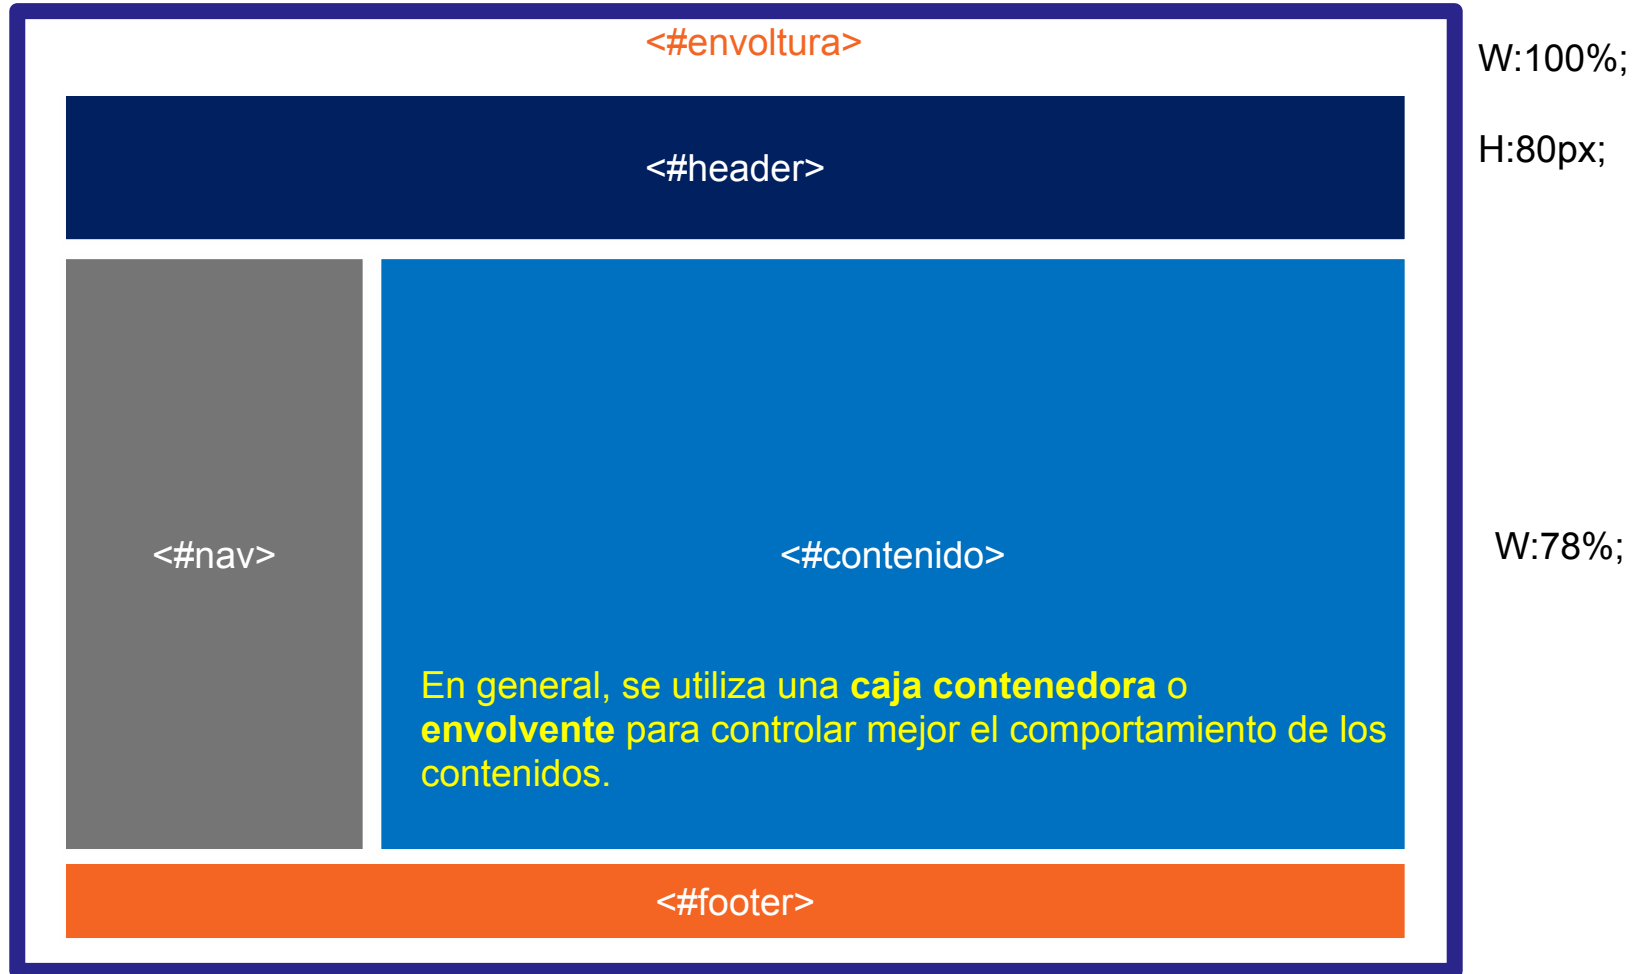 <#envoltura>
W:100%;
<#header>
H:80px;
<#nav>
<#contenido>
W:78%;
En general, se utiliza una caja contenedora o
envolvente para controlar mejor el comportamiento de los
contenidos.
<#footer>